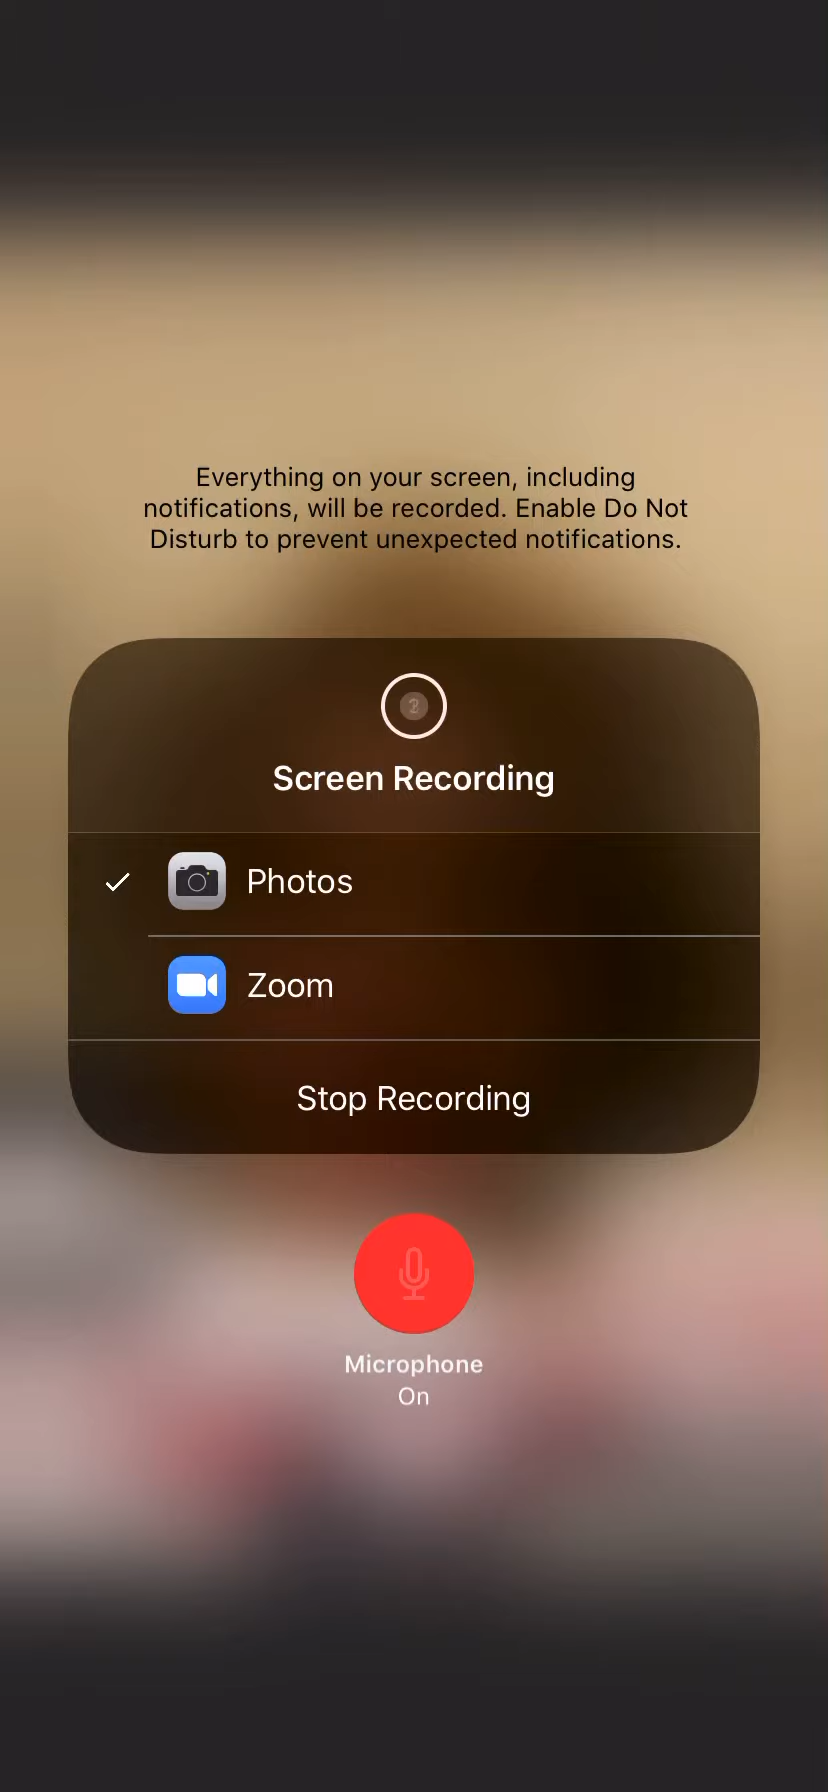 Everything on your screen, including
notifications, will be recorded. Enable Do Not
Disturb to prevent unexpected notifications.
Screen Recording
Photos
Zoom
Stop Recording
Microphone
On